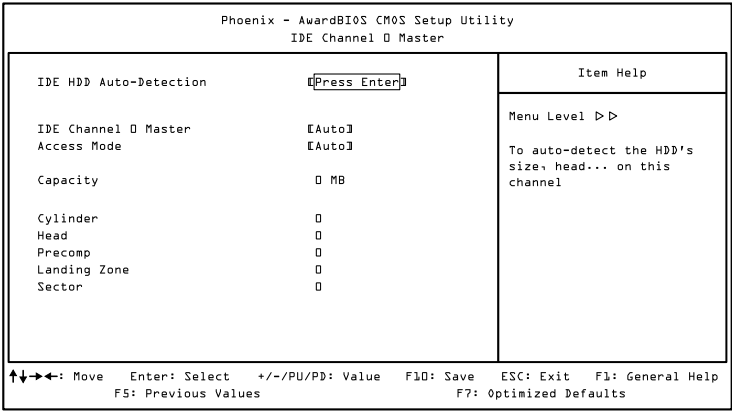 Phoenix - AwardBIOS CMOS Setup Utility
IDE Channel 0 Master
IDE HDD Auto-Detection [Press Enter]
IDE Channel 0 Master [Auto]
Access Mode [Auto]
Capacity 0 MB
Cylinder 0
Head 0
Precomp 0
Landing Zone 0
Sector 0
Item Help
Menu Level ▷▷
To auto-detect the HDD's
size, head... on this
channel
↑↓→←: Move Enter: Select +/-/PU/PD: Value F10: Save ESC: Exit F1: General Help
F5: Previous Values F7: Optimized Defaults